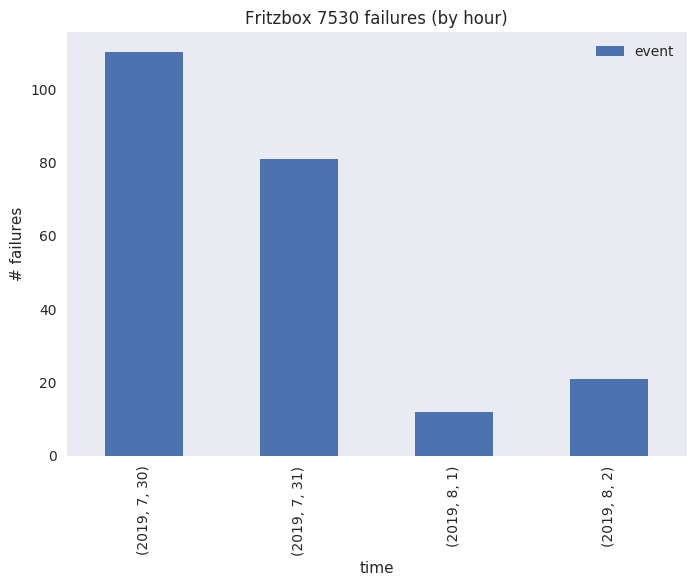 Fritzbox 7530 failures (by hour)
event
# failures
100
80
60
40
20
0
(2019, 7, 30)
(2019, 7, 31)
(2019, 8, 1)
(2019, 8, 2)
time